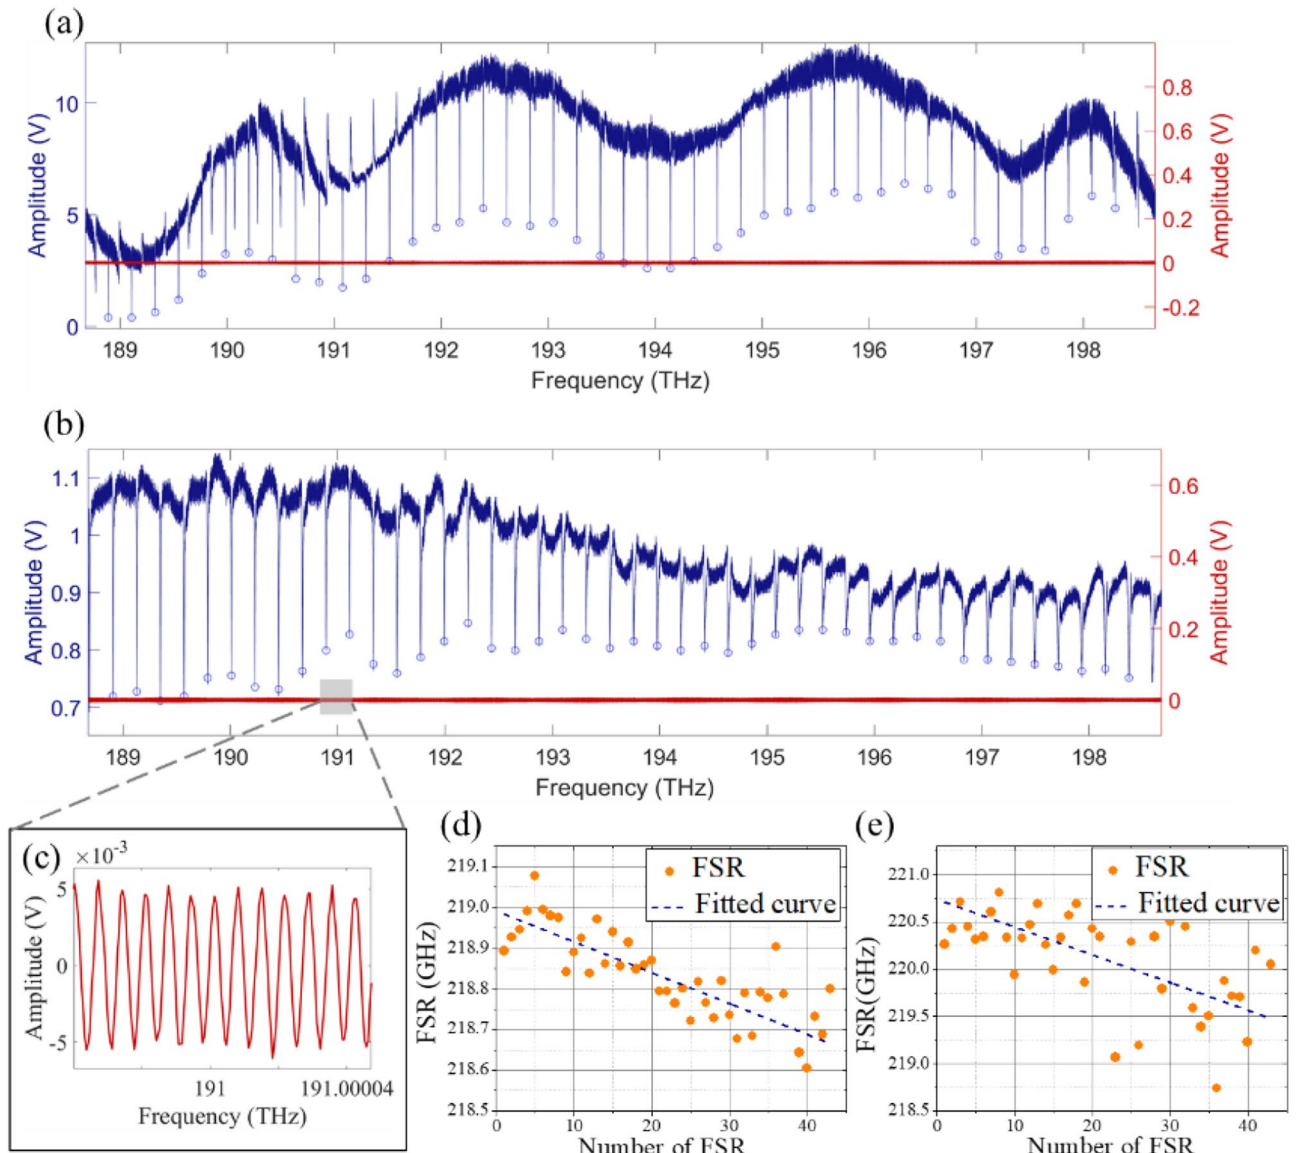 (a)
Amplitude (V)
10
5
0
0.8
0.6
0.4
0.2
0
-0.2
Amplitude (V)
189 190 191 192 193 194 195 196 197 198
Frequency (THz)
(b)
Amplitude (V)
1.1
1
0.9
0.8
0.7
0.6
0.4
0.2
0
Amplitude (V)
189 190 191 192 193 194 195 196 197 198
Frequency (THz)
(c)
×10-3
Amplitude (V)
5
0
-5
191 191.00004
Frequency (THz)
(d)
FSR (GHz)
219.1
219.0
218.9
218.8
218.7
218.6
218.5
FSR
Fitted curve
0 10 20 30 40
Number of FSR
(e)
FSR(GHz)
221.0
220.5
220.0
219.5
219.0
218.5
FSR
Fitted curve
0 10 20 30 40
Number of FSR